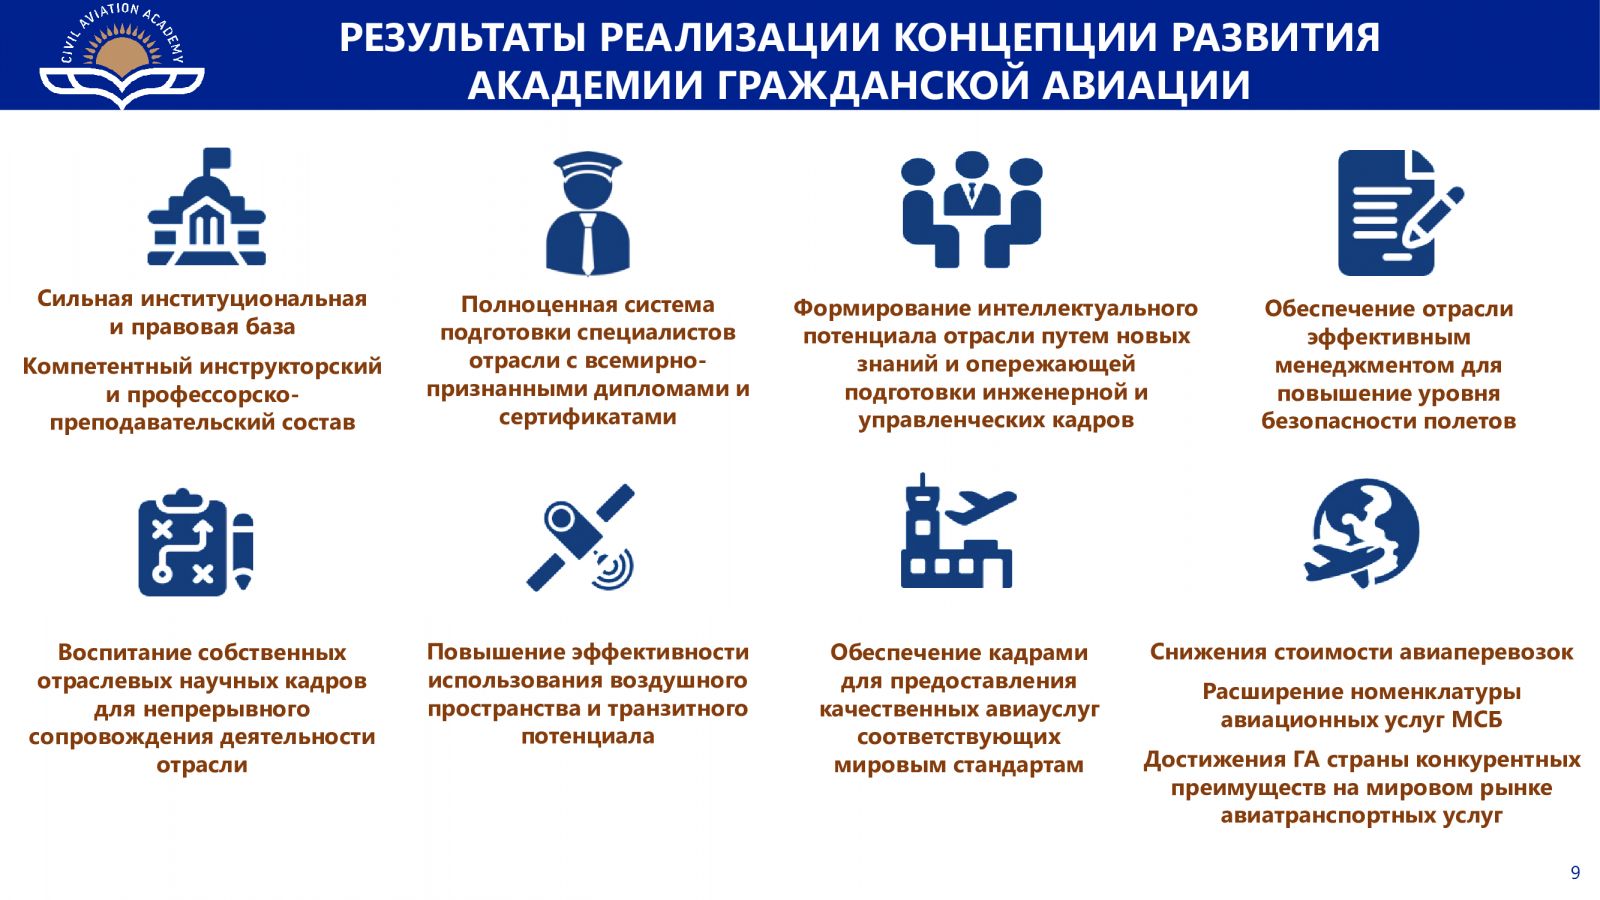 CIVIL AVIATION ACADEMY
РЕЗУЛЬТАТЫ РЕАЛИЗАЦИИ КОНЦЕПЦИИ РАЗВИТИЯ
АКАДЕМИИ ГРАЖДАНСКОЙ АВИАЦИИ
Сильная институциональная
и правовая база
Компетентный инструкторский
и профессорско-
преподавательский состав
Полноценная система
подготовки специалистов
отрасли с всемирно-
признанными дипломами и
сертификатами
Формирование интеллектуального
потенциала отрасли путем новых
знаний и опережающей
подготовки инженерной и
управленческих кадров
Обеспечение отрасли
эффективным
менеджментом для
повышение уровня
безопасности полетов
Воспитание собственных
отраслевых научных кадров
для непрерывного
сопровождения деятельности
отрасли
Повышение эффективности
использования воздушного
пространства и транзитного
потенциала
Обеспечение кадрами
для предоставления
качественных авиауслуг
соответствующих
мировым стандартам
Снижения стоимости авиаперевозок
Расширение номенклатуры
авиационных услуг МСБ
Достижения ГА страны конкурентных
преимуществ на мировом рынке
авиатранспортных услуг
9